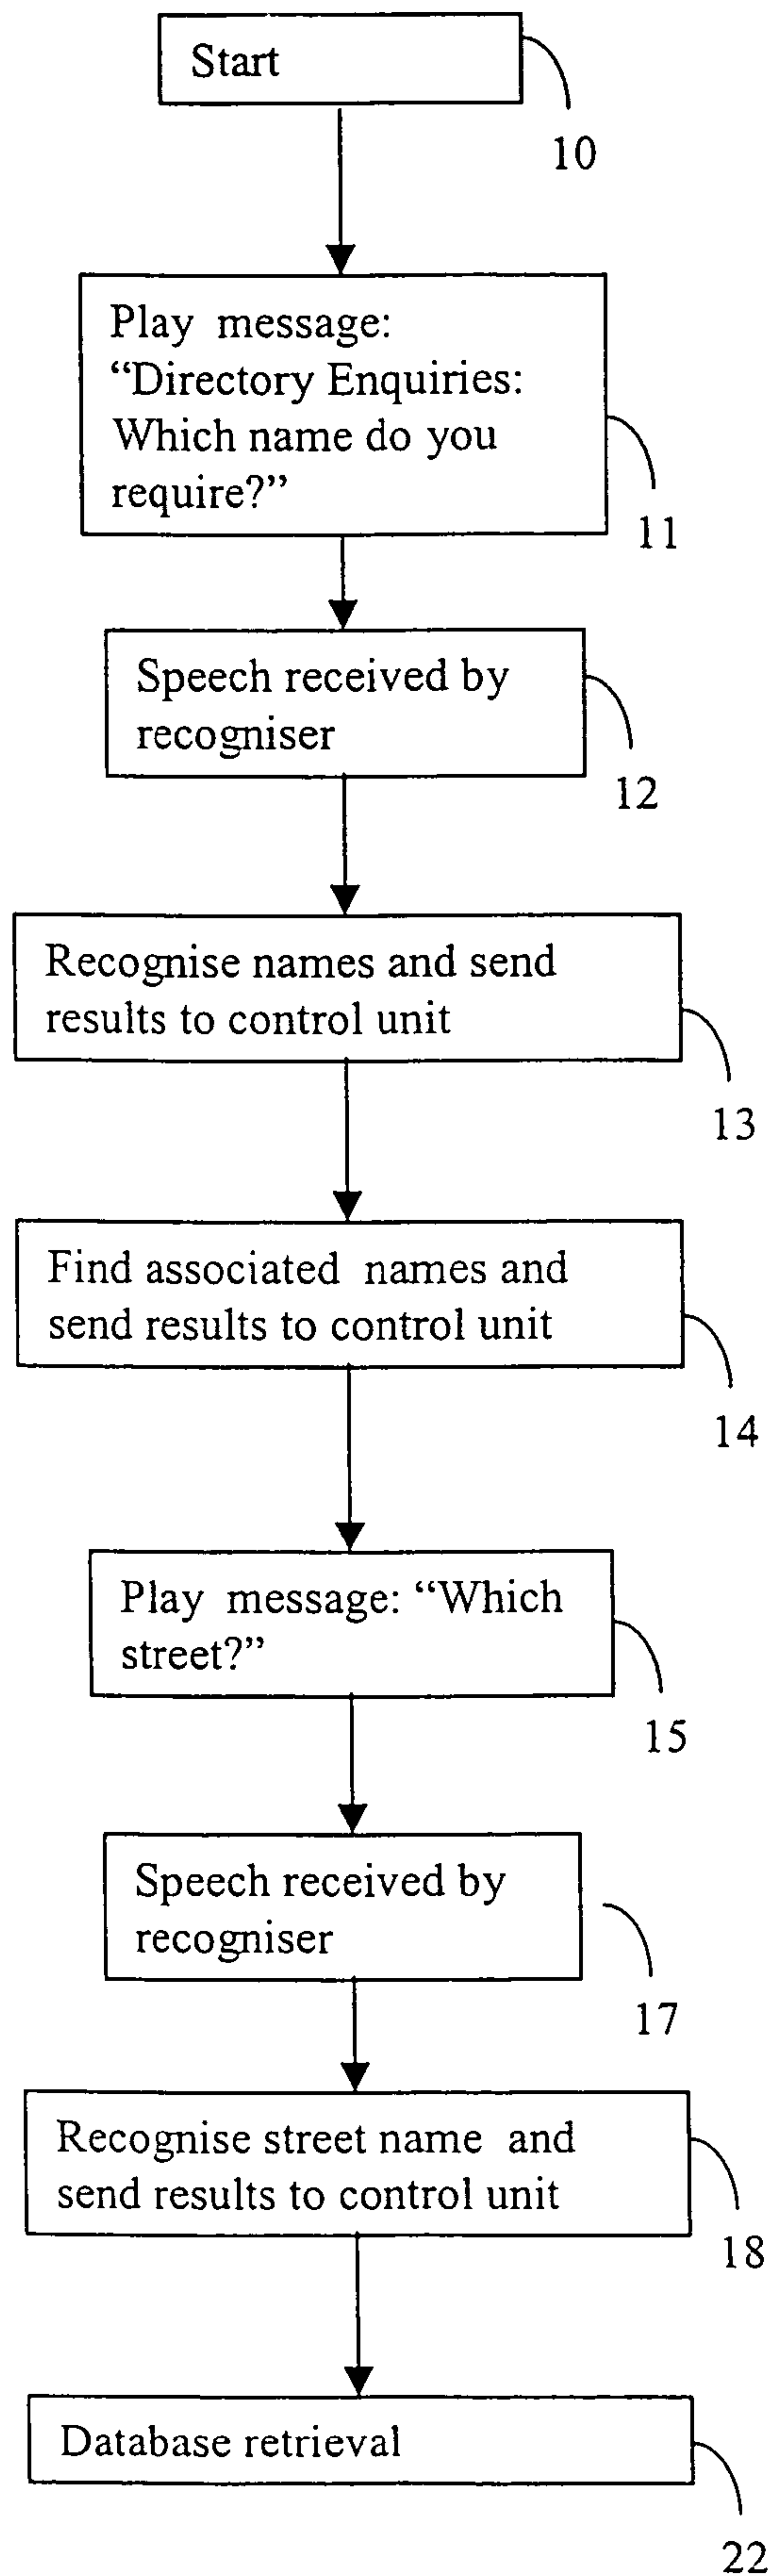 Start
10
Play message:
“Directory Enquiries:
Which name do you
require?”
11
Speech received by
recogniser
12
Recognise names and send
results to control unit
13
Find associated names and
send results to control unit
14
Play message: “Which
street?”
15
Speech received by
recogniser
17
Recognise street name and
send results to control unit
18
Database retrieval
22